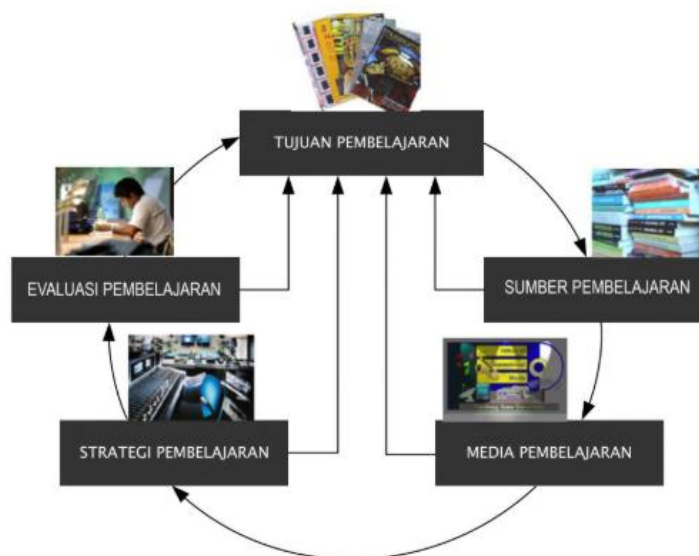 TUJUAN PEMBELAJARAN
EVALUASI PEMBELAJARAN
SUMBER PEMBELAJARAN
STRATEGI PEMBELAJARAN
MEDIA PEMBELAJARAN